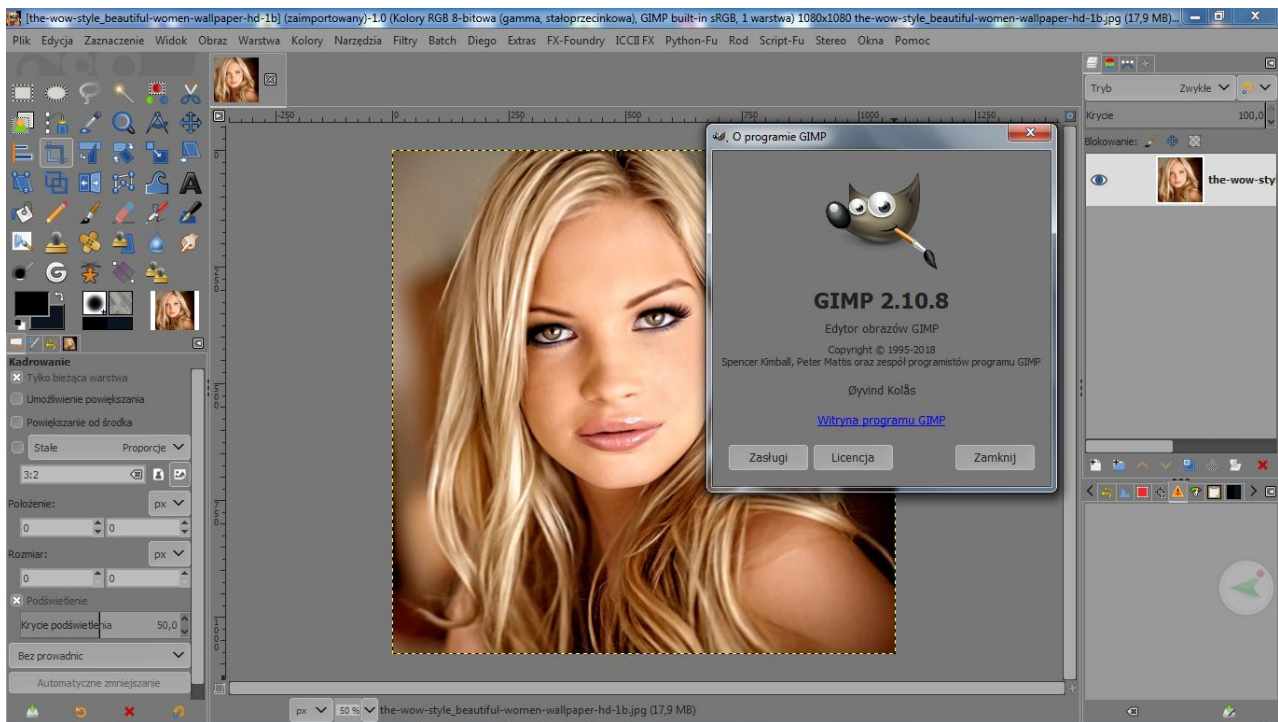 [the-wow-style_beautiful-women-wallpaper-hd-1b] (zaimportowany)-1.0 (Kolory RGB 8-bitowa (gamma, stałoprzecinkowa), GIMP built-in sRGB, 1 warstwa) 1080x1080 the-wow-style_beautiful-women-wallpaper-hd-1b.jpg (17,9 MB)...
Plik Edycja Zaznaczenie Widok Obraz Warstwa Kolory Narzędzia Filtry Batch Diego Extras FX-Foundry ICCII FX Python-Fu Rod Script-Fu Stereo Okna Pomoc
-250 0 250 500 750 1000 1250
0
250
500
750
1000
Kadrowanie
Tylko bieżąca warstwa
Umożliwienie powiększania
Powiększanie od środka
Stałe Proporcje
3:2
Położenie: px
0 0
Rozmiar: px
0 0
Podświetlenie
Krycie podświetlenia 50,0
Bez prowadnic
Automatyczne zmniejszanie
O programie GIMP
GIMP 2.10.8
Edytor obrazów GIMP
Copyright © 1995-2018
Spencer Kimball, Peter Mattis oraz zespół programistów programu GIMP
Øyvind Kolås
Witryna programu GIMP
Zasługi Licencja Zamknij
Tryb Zwykłe
Krycie 100,0
Blokowanie:
the-wow-sty
px 50 % the-wow-style_beautiful-women-wallpaper-hd-1b.jpg (17,9 MB)